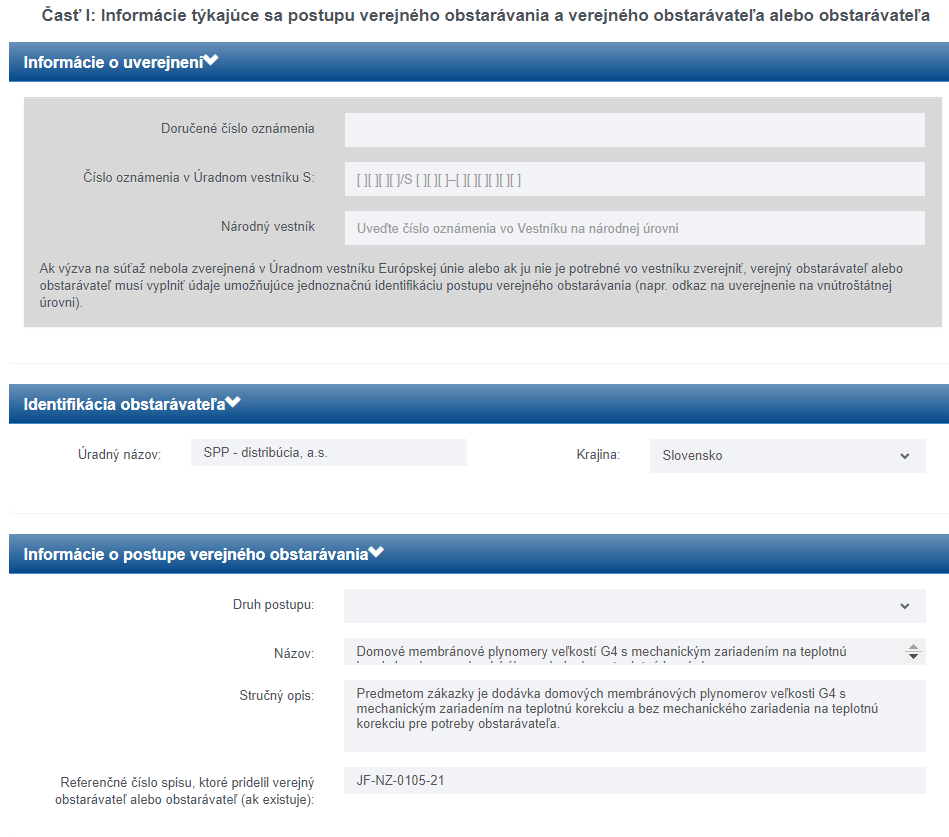 Časť I: Informácie týkajúce sa postupu verejného obstarávania a verejného obstarávateľa alebo obstarávateľa
Informácie o uverejnení
Doručené číslo oznámenia
Číslo oznámenia v Úradnom vestníku S:
[ ][ ][ ][ ]/S [ ][ ][ ]–[ ][ ][ ][ ][ ][ ][ ]
Národný vestník
Uveďte číslo oznámenia vo Vestníku na národnej úrovni
Ak výzva na súťaž nebola zverejnená v Úradnom vestníku Európskej únie alebo ak ju nie je potrebné vo vestníku zverejniť, verejný obstarávateľ alebo
obstarávateľ musí vyplniť údaje umožňujúce jednoznačnú identifikáciu postupu verejného obstarávania (napr. odkaz na uverejnenie na vnútroštátnej
úrovni).
Identifikácia obstarávateľa
Úradný názov:
SPP - distribúcia, a.s.
Krajina:
Slovensko
Informácie o postupe verejného obstarávania
Druh postupu:
Názov:
Domové membránové plynomery veľkostí G4 s mechanickým zariadením na teplotnú
Stručný opis:
Predmetom zákazky je dodávka domových membránových plynomerov veľkosti G4 s
mechanickým zariadením na teplotnú korekciu a bez mechanického zariadenia na teplotnú
korekciu pre potreby obstarávateľa.
Referenčné číslo spisu, ktoré pridelil verejný
obstarávateľ alebo obstarávateľ (ak existuje):
JF-NZ-0105-21